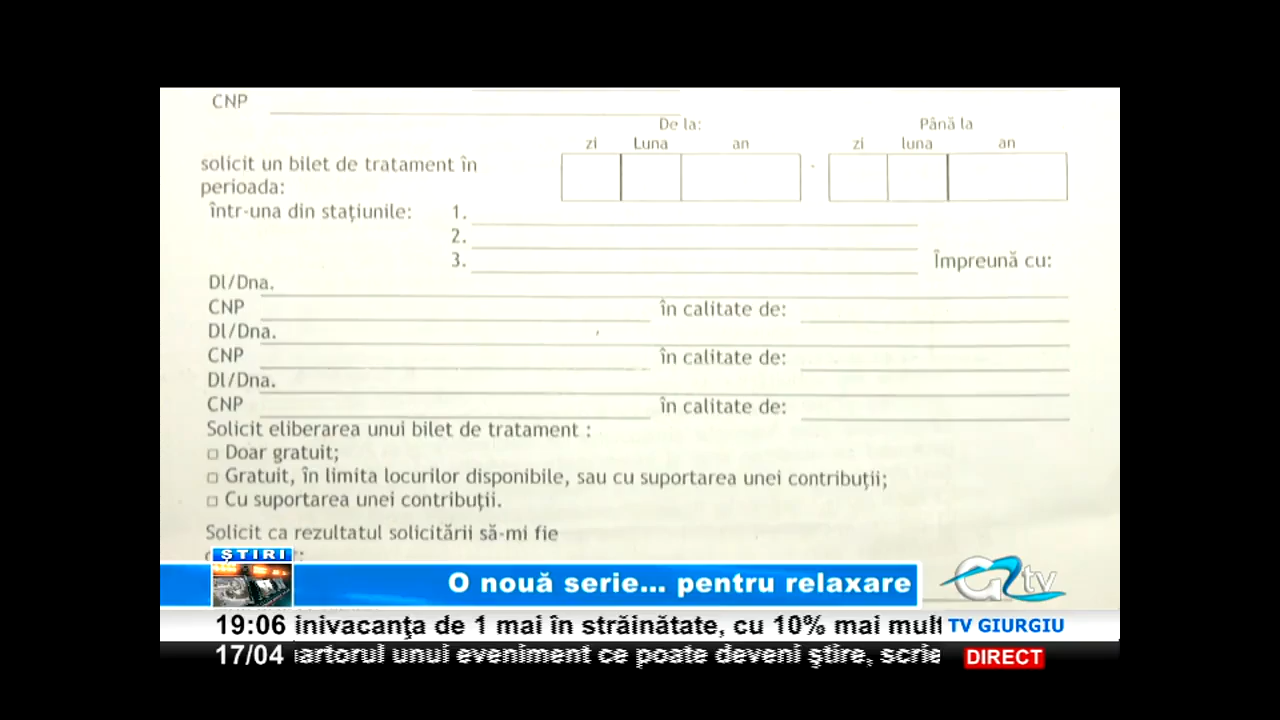 CNP
De la: Până la
zi Luna an zi luna an
solicit un bilet de tratament în
perioada:
într-una din stațiunile: 1.
2.
3. Împreună cu:
Dl/Dna.
CNP în calitate de:
Dl/Dna.
CNP în calitate de:
Dl/Dna.
CNP în calitate de:
Solicit eliberarea unui bilet de tratament :
□ Doar gratuit;
□ Gratuit, în limita locurilor disponibile, sau cu suportarea unei contribuții;
□ Cu suportarea unei contribuții.
Solicit ca rezultatul solicitării să-mi fie
ŞTIRI
O nouă serie... pentru relaxare
tv
19:06 inivacanţa de 1 mai în străinătate, cu 10% mai mult TV GIURGIU
17/04 artorul unui eveniment ce poate deveni ştire, scrie DIRECT